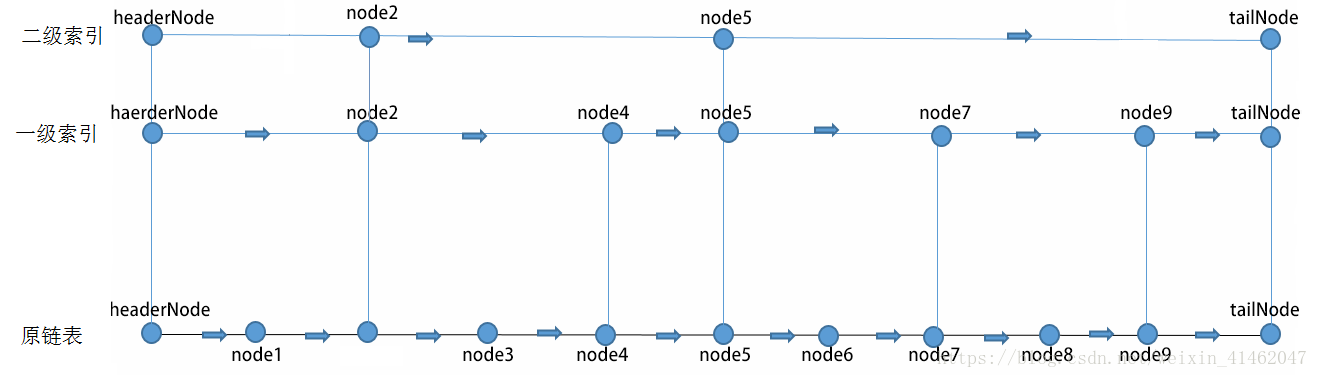 headerNode node2 node5 tailNode
二级索引
haerderNode node2 node4 node5 node7 node9 tailNode
一级索引
headerNode tailNode
原链表
node1 node3 node4 node5 node6 node7 node8 node9
https://blog.csdn.net/weixin_41462047